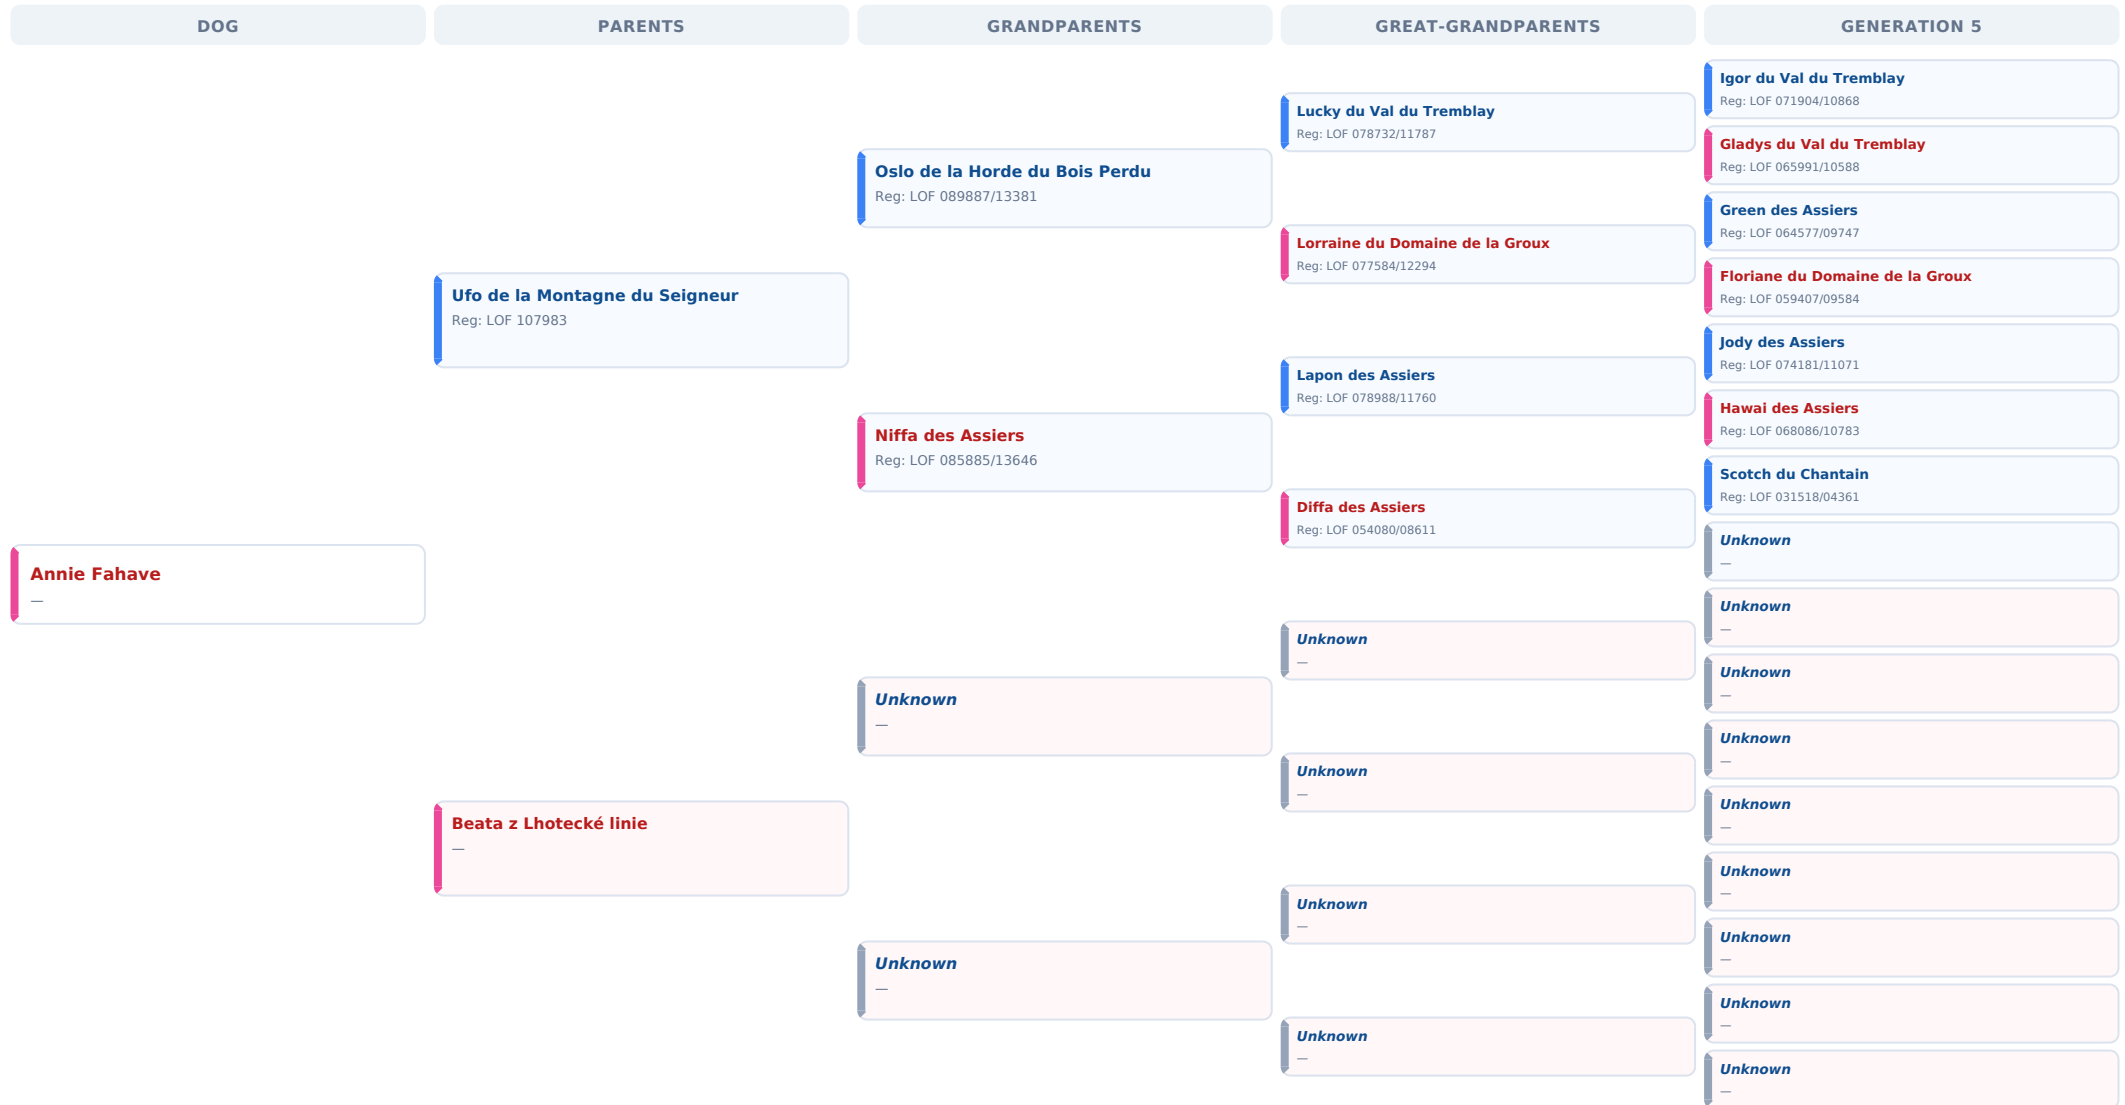 DOG
PARENTS
GRANDPARENTS
GREAT-GRANDPARENTS
GENERATION 5
Annie Fahave
—
Ufo de la Montagne du Seigneur
Reg: LOF 107983
Beata z Lhotecké linie
—
Oslo de la Horde du Bois Perdu
Reg: LOF 089887/13381
Niffa des Assiers
Reg: LOF 085885/13646
Unknown
—
Unknown
—
Lucky du Val du Tremblay
Reg: LOF 078732/11787
Lorraine du Domaine de la Groux
Reg: LOF 077584/12294
Lapon des Assiers
Reg: LOF 078988/11760
Diffa des Assiers
Reg: LOF 054080/08611
Unknown
—
Unknown
—
Unknown
—
Unknown
—
Igor du Val du Tremblay
Reg: LOF 071904/10868
Gladys du Val du Tremblay
Reg: LOF 065991/10588
Green des Assiers
Reg: LOF 064577/09747
Floriane du Domaine de la Groux
Reg: LOF 059407/09584
Jody des Assiers
Reg: LOF 074181/11071
Hawai des Assiers
Reg: LOF 068086/10783
Scotch du Chantain
Reg: LOF 031518/04361
Unknown
—
Unknown
—
Unknown
—
Unknown
—
Unknown
—
Unknown
—
Unknown
—
Unknown
—
Unknown
—